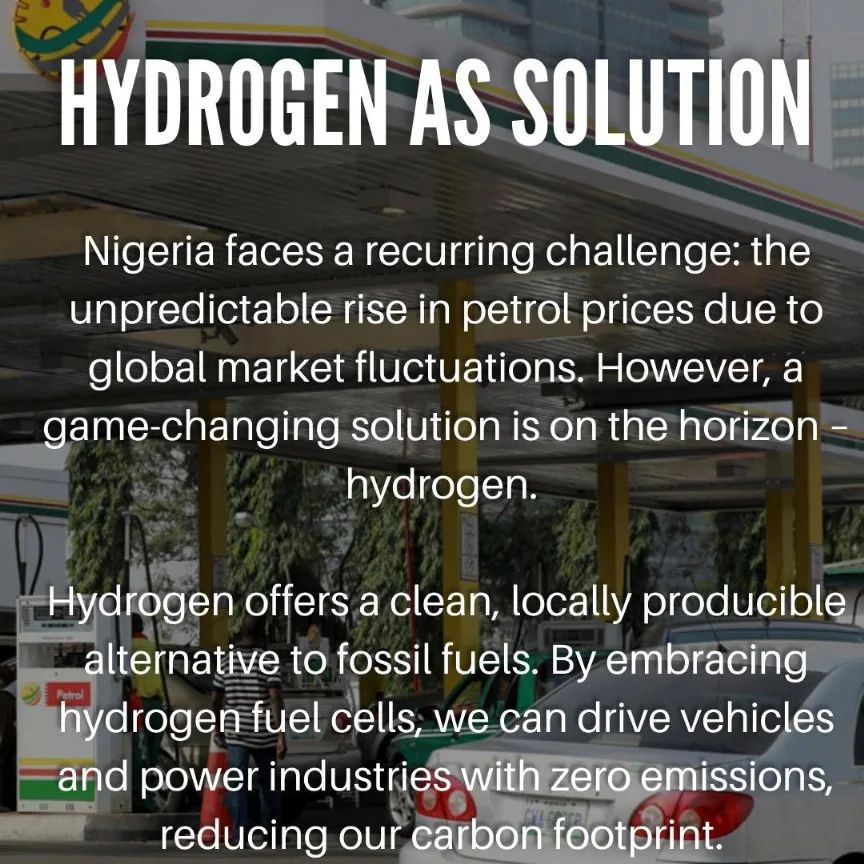 HYDROGEN AS SOLUTION
Nigeria faces a recurring challenge: the
unpredictable rise in petrol prices due to
global market fluctuations. However, a
game-changing solution is on the horizon –
hydrogen.
Hydrogen offers a clean, locally producible
alternative to fossil fuels. By embracing
hydrogen fuel cells, we can drive vehicles
and power industries with zero emissions,
reducing our carbon footprint.
Petrol